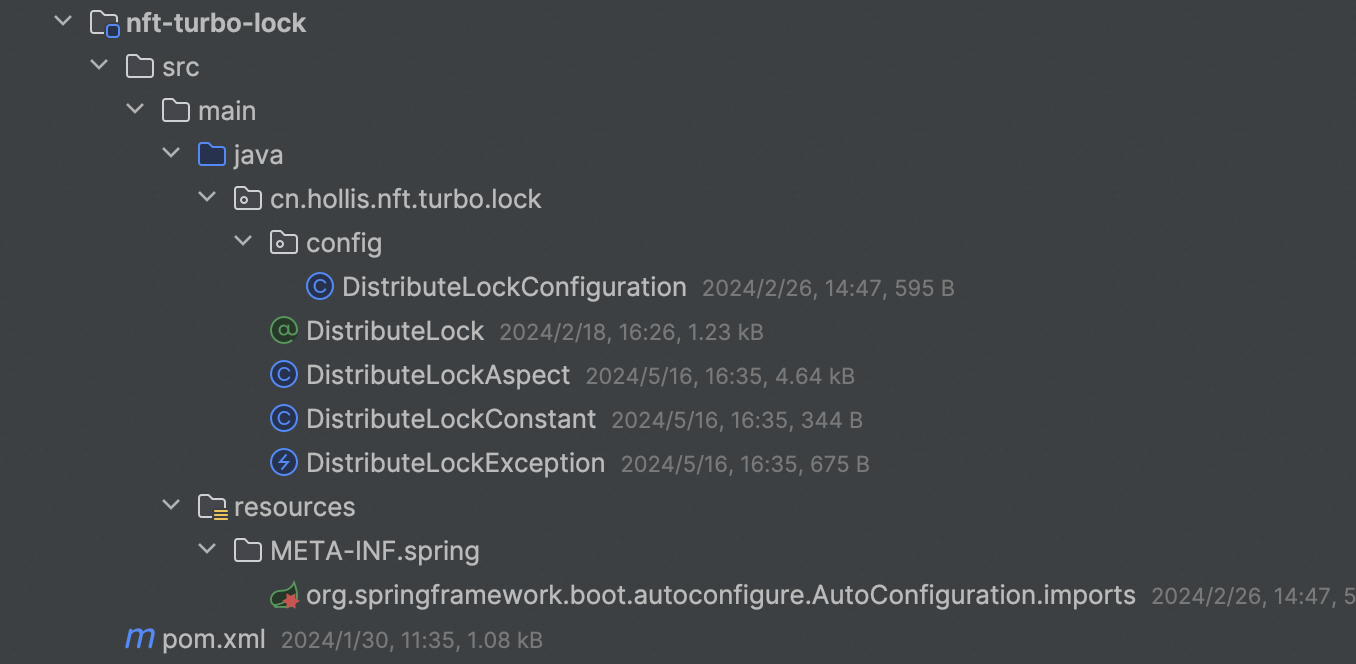 nft-turbo-lock
src
main
java
cn.hollis.nft.turbo.lock
config
DistributeLockConfiguration 2024/2/26, 14:47, 595 B
DistributeLock 2024/2/18, 16:26, 1.23 kB
DistributeLockAspect 2024/5/16, 16:35, 4.64 kB
DistributeLockConstant 2024/5/16, 16:35, 344 B
DistributeLockException 2024/5/16, 16:35, 675 B
resources
META-INF.spring
org.springframework.boot.autoconfigure.AutoConfiguration.imports 2024/2/26, 14:47, 5
pom.xml 2024/1/30, 11:35, 1.08 kB